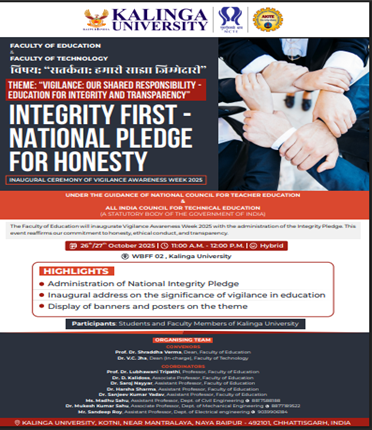 KALINGA
UNIVERSITY
FACULTY OF EDUCATION
&
FACULTY OF TECHNOLOGY
विषय: "सतर्कता: हमारी साझा जिम्मेदारी"
THEME: "VIGILANCE: OUR SHARED RESPONSIBILITY -
EDUCATION FOR INTEGRITY AND TRANSPARENCY"
INTEGRITY FIRST -
NATIONAL PLEDGE
FOR HONESTY
INAUGURAL CEREMONY OF VIGILANCE AWARENESS WEEK 2025
UNDER THE GUIDANCE OF NATIONAL COUNCIL FOR TEACHER EDUCATION
&
ALL INDIA COUNCIL FOR TECHNICAL EDUCATION
(A STATUTORY BODY OF THE GOVERNMENT OF INDIA)
The Faculty of Education will inaugurate Vigilance Awareness Week 2025 with the administration of the Integrity Pledge. This
event reaffirms our commitment to honesty, ethical conduct, and transparency.
26th/27th October 2025 | 11:00 A.M. - 12:00 P.M. | Hybrid
WBFF 02 , Kalinga University
HIGHLIGHTS
• Administration of National Integrity Pledge
• Inaugural address on the significance of vigilance in education
• Display of banners and posters on the theme
Participants: Students and Faculty Members of Kalinga University
ORGANISING TEAM
CONVENORS
Prof. Dr. Shraddha Verma, Dean, Faculty of Education
Dr. V.C. Jha, Dean (In-charge), Faculty of Technology
COORDINATORS
Prof. Dr. Lubhawani Tripathi, Professor, Faculty of Education
Dr. D. Kalidoss, Associate Professor, Faculty of Education
Dr. Saroj Nayyar, Assistant Professor, Faculty of Education
Dr. Harsha Sharma, Assistant Professor, Faculty of Education
Dr. Sanjeev Kumar Yadav, Assistant Professor, Faculty of Education
Ms. Madhu Sahu, Assistant Professor, Dept. of Civil Engineering
Dr. Mukesh Kumar Sahu, Associate Professor, Dept. of Mechanical Engineering
Mr. Sandeep Roy, Assistant Prof, Dept. of Electrical engineering
KALINGA UNIVERSITY, KOTNI, NEAR MANTRALAYA, NAYA RAIPUR - 492101, CHHATTISGARH, INDIA